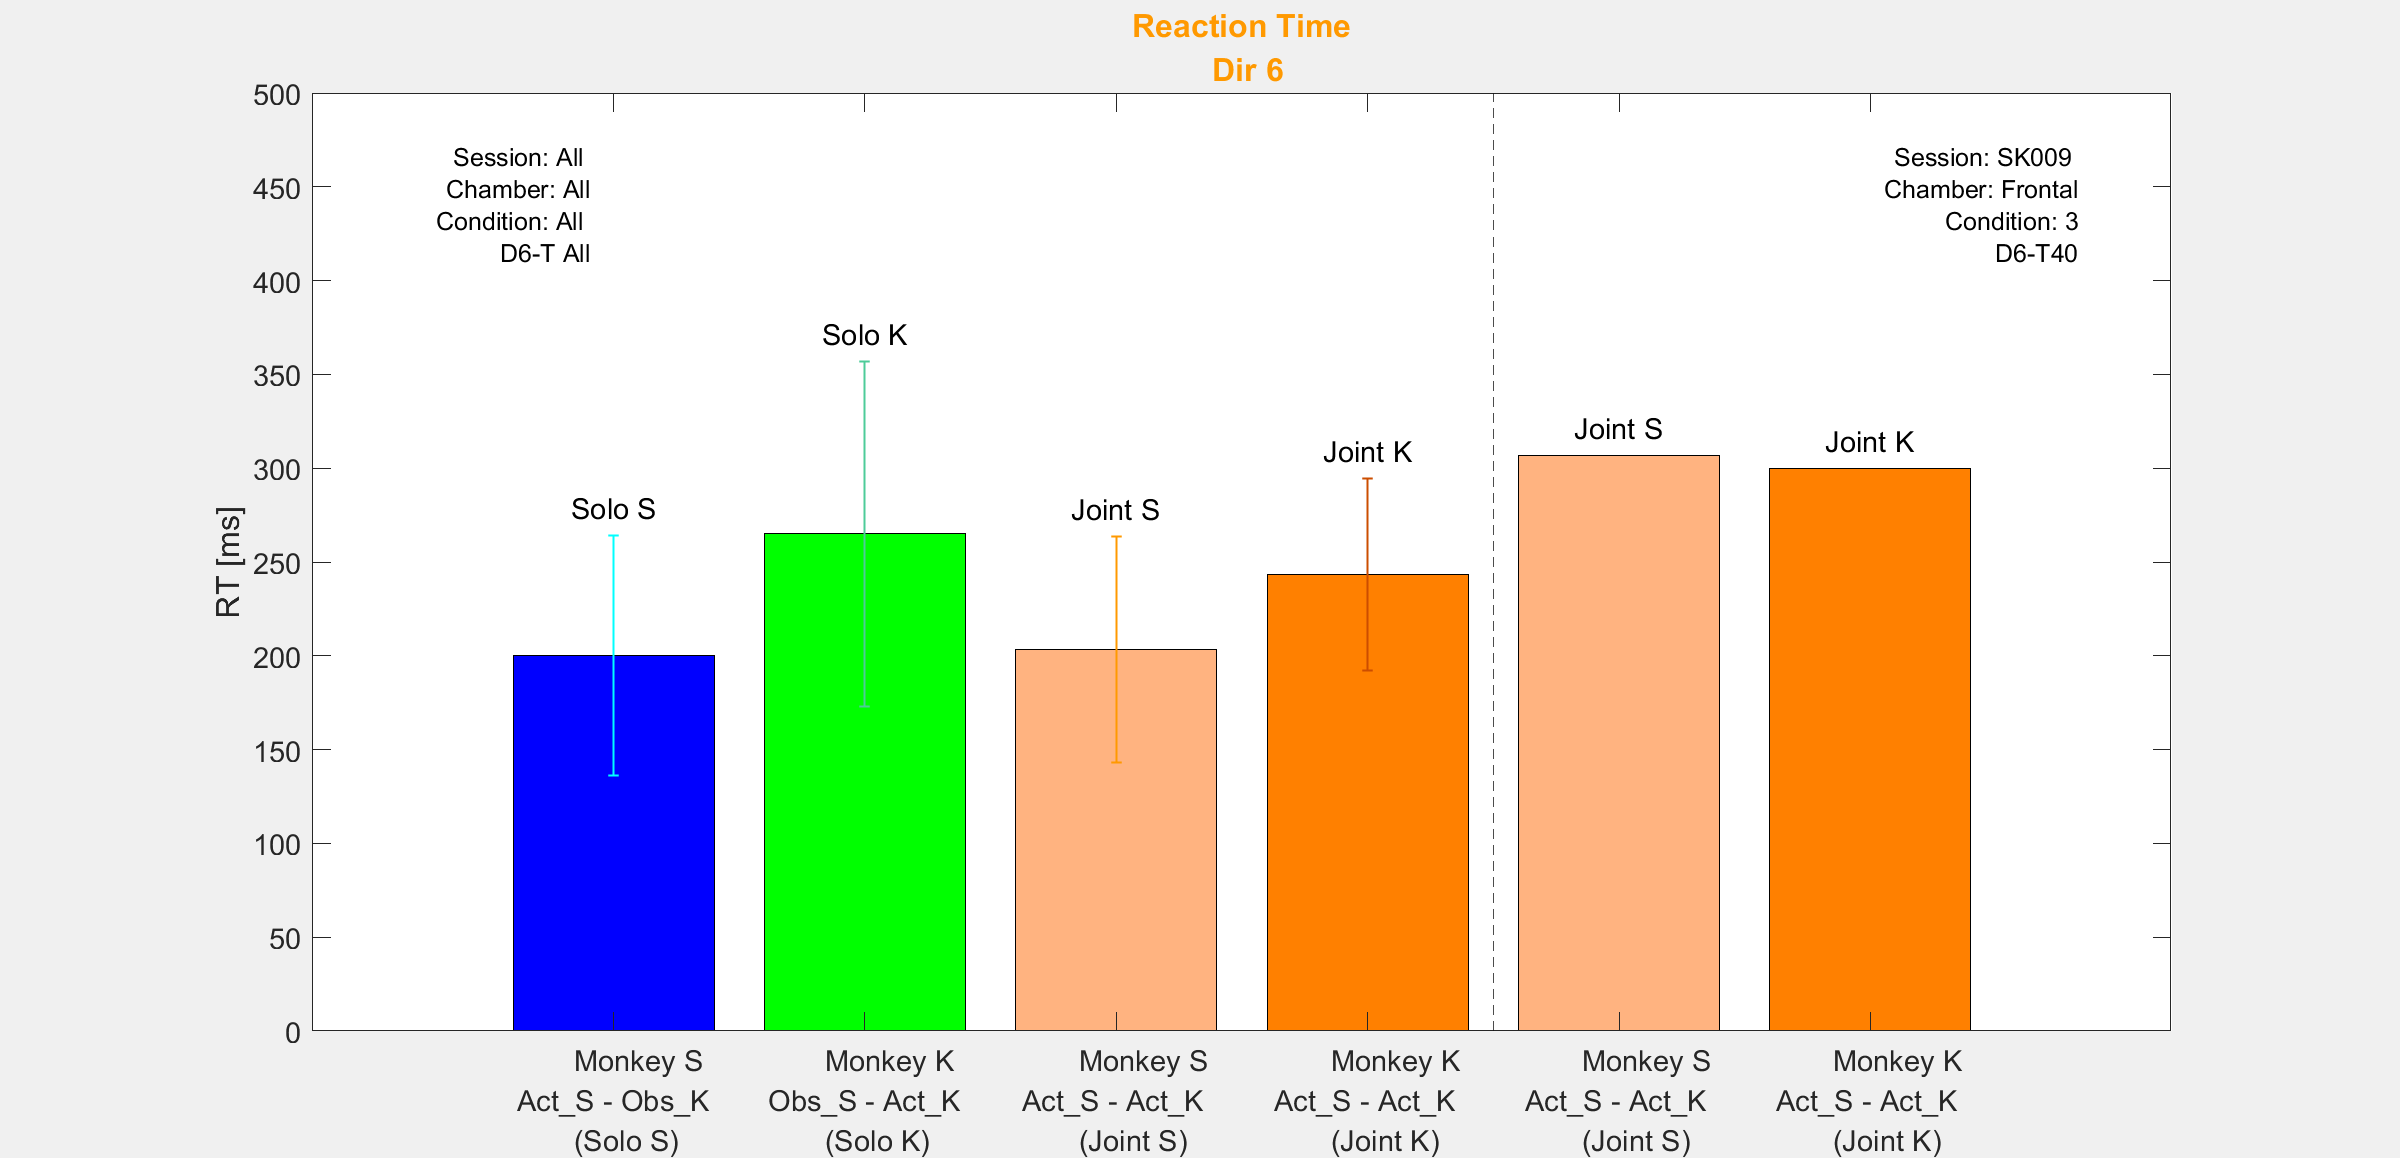 Reaction Time
Dir 6
500
450
400
350
300
250
200
150
100
50
0
RT [ms]
Session: All
Chamber: All
Condition: All
D6-T All
Session: SK009
Chamber: Frontal
Condition: 3
D6-T40
Solo S
Solo K
Joint S
Joint K
Joint S
Joint K
Monkey S
Act_S - Obs_K
(Solo S)
Monkey K
Obs_S - Act_K
(Solo K)
Monkey S
Act_S - Act_K
(Joint S)
Monkey K
Act_S - Act_K
(Joint K)
Monkey S
Act_S - Act_K
(Joint S)
Monkey K
Act_S - Act_K
(Joint K)